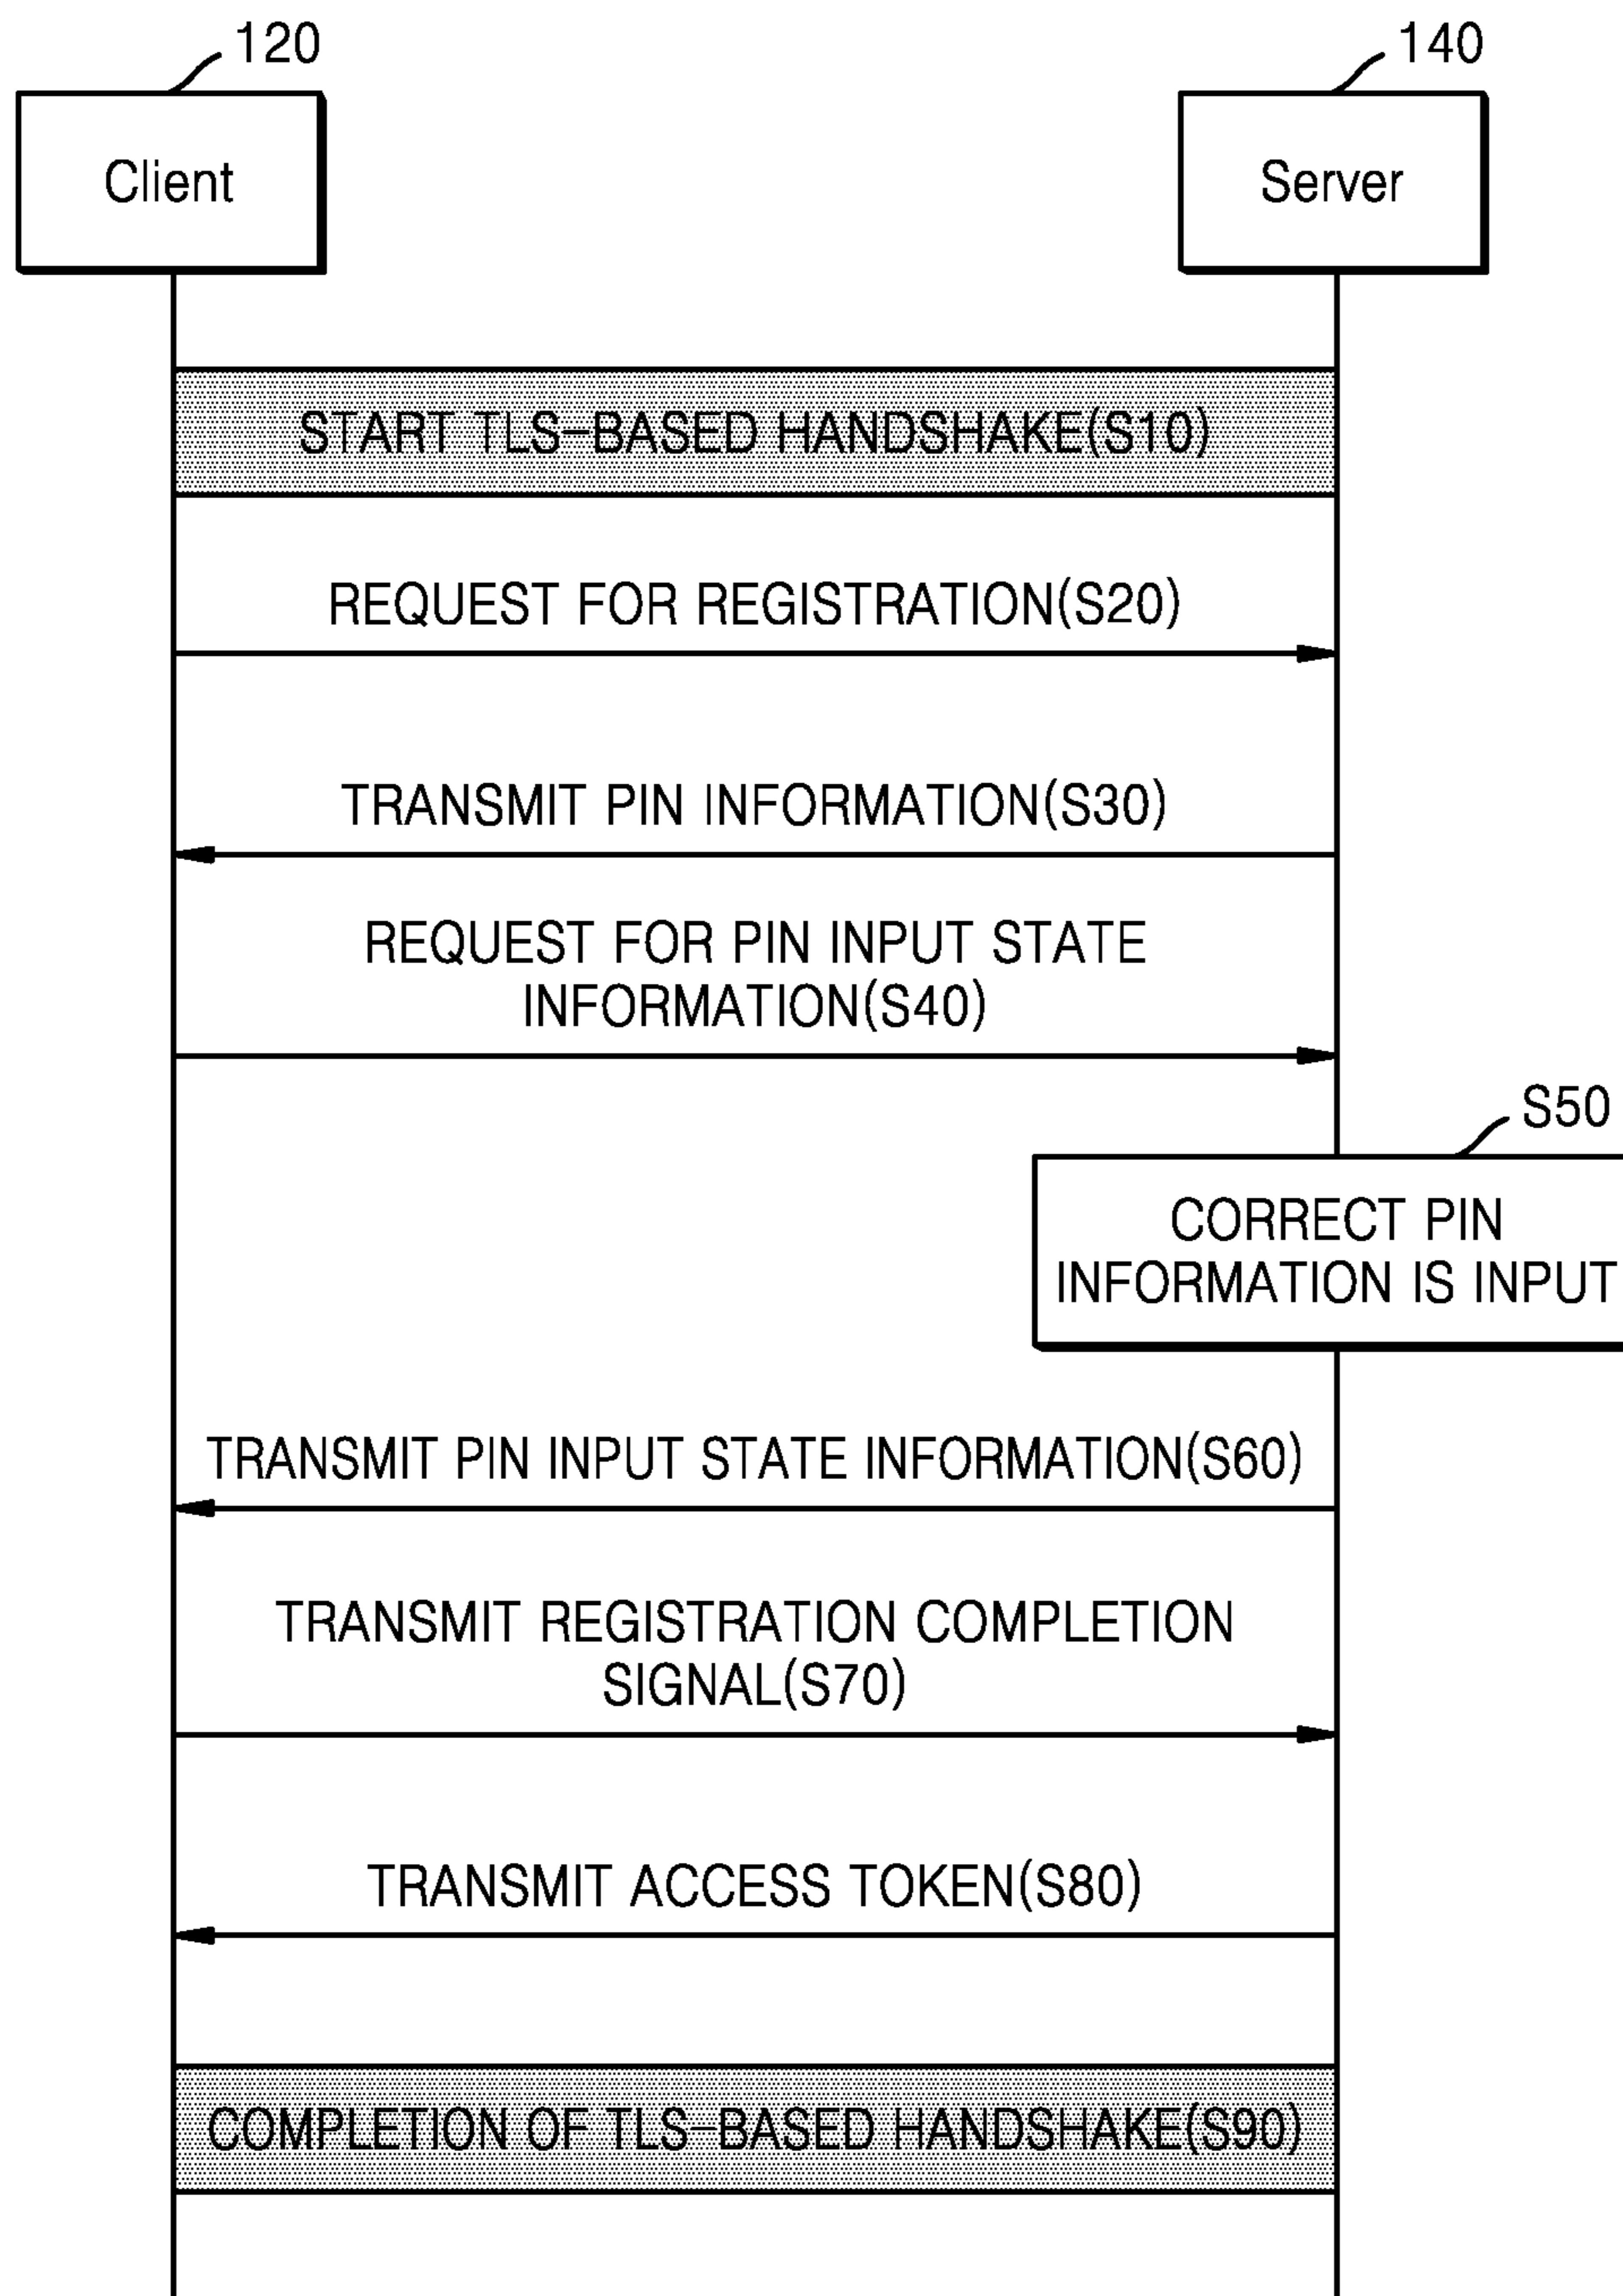 120
140
Client
Server
START TLS-BASED HANDSHAKE(S10)
REQUEST FOR REGISTRATION(S20)
TRANSMIT PIN INFORMATION(S30)
REQUEST FOR PIN INPUT STATE
INFORMATION(S40)
S50
CORRECT PIN
INFORMATION IS INPUT
TRANSMIT PIN INPUT STATE INFORMATION(S60)
TRANSMIT REGISTRATION COMPLETION
SIGNAL(S70)
TRANSMIT ACCESS TOKEN(S80)
COMPLETION OF TLS-BASED HANDSHAKE(S90)